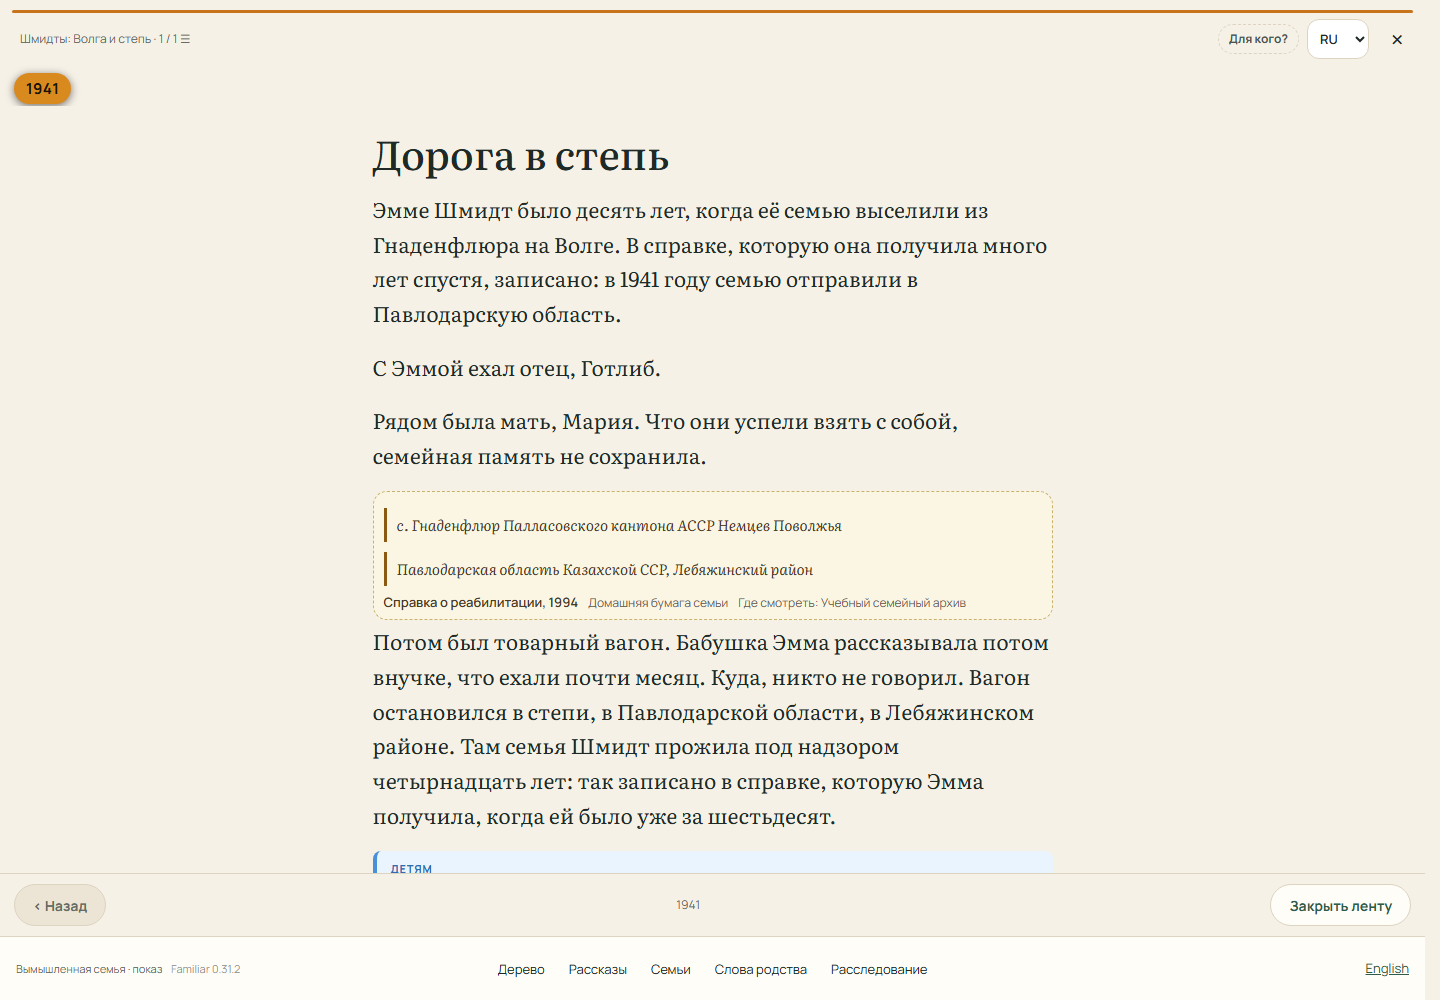 Шмидты: Волга и степь · 1 / 1 ☰
Для кого?
RU
✕
1941
Дорога в степь
Эмме Шмидт было десять лет, когда её семью выселили из
Гнаденфлюра на Волге. В справке, которую она получила много
лет спустя, записано: в 1941 году семью отправили в
Павлодарскую область.
С Эммой ехал отец, Готлиб.
Рядом была мать, Мария. Что они успели взять с собой,
семейная память не сохранила.
с. Гнаденфлюр Палласовского кантона АССР Немцев Поволжья
Павлодарская область Казахской ССР, Лебяжинский район
Справка о реабилитации, 1994 Домашняя бумага семьи Где смотреть: Учебный семейный архив
Потом был товарный вагон. Бабушка Эмма рассказывала потом
внучке, что ехали почти месяц. Куда, никто не говорил. Вагон
остановился в степи, в Павлодарской области, в Лебяжинском
районе. Там семья Шмидт прожила под надзором
четырнадцать лет: так записано в справке, которую Эмма
получила, когда ей было уже за шестьдесят.
ДЕТЯМ
‹ Назад
1941
Закрыть ленту
Вымышленная семья · показ Familiar 0.31.2
Дерево Рассказы Семьи Слова родства Расследование
English